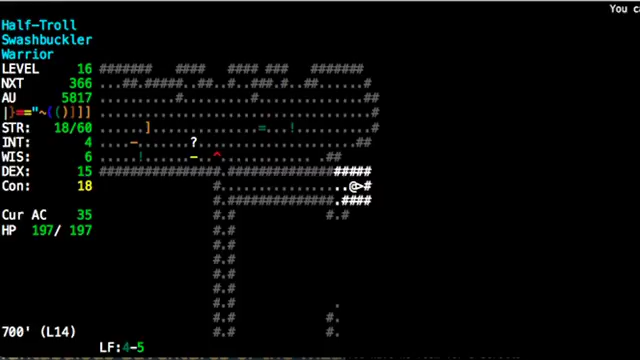 You ca
Half-Troll
Swashbuckler
Warrior
LEVEL 16
NXT 366
AU 5817
STR: 18/60
INT: 4
WIS: 6
DEX: 15
Con: 18
Cur AC 35
HP 197/ 197
700' (L14)
LF:4-5